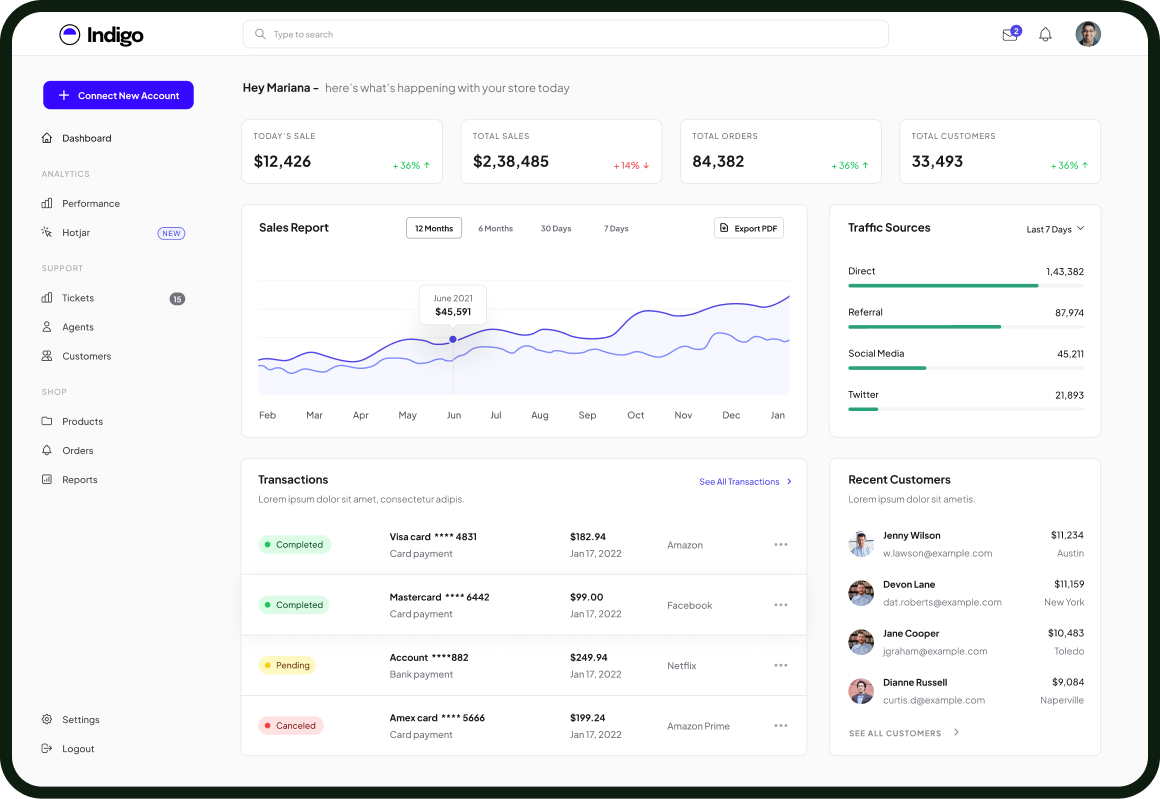 Indigo
Type to search
2
Connect New Account
Dashboard
ANALYTICS
Performance
Hotjar NEW
SUPPORT
Tickets 15
Agents
Customers
SHOP
Products
Orders
Reports
Settings
Logout
Hey Mariana - here's what's happening with your store today
TODAY'S SALE
$12,426 +36% ↑
TOTAL SALES
$2,38,485 +14% ↓
TOTAL ORDERS
84,382 +36% ↑
TOTAL CUSTOMERS
33,493 +36% ↑
Sales Report 12 Months 6 Months 30 Days 7 Days Export PDF
June 2021
$45,591
Feb Mar Apr May Jun Jul Aug Sep Oct Nov Dec Jan
Traffic Sources Last 7 Days
Direct 1,43,382
Referral 87,974
Social Media 45,211
Twitter 21,893
Transactions See All Transactions
Lorem ipsum dolor sit amet, consectetur adipis.
Completed Visa card **** 4831 $182.94 Amazon
Card payment Jan 17, 2022
Completed Mastercard **** 6442 $99.00 Facebook
Card payment Jan 17, 2022
Pending Account ****882 $249.94 Netflix
Bank payment Jan 17, 2022
Canceled Amex card **** 5666 $199.24 Amazon Prime
Card payment Jan 17, 2022
Recent Customers
Lorem ipsum dolor sit ametis.
Jenny Wilson $11,234
w.lawson@example.com Austin
Devon Lane $11,159
dat.roberts@example.com New York
Jane Cooper $10,483
jgraham@example.com Toledo
Dianne Russell $9,084
curtis.d@example.com Naperville
SEE ALL CUSTOMERS